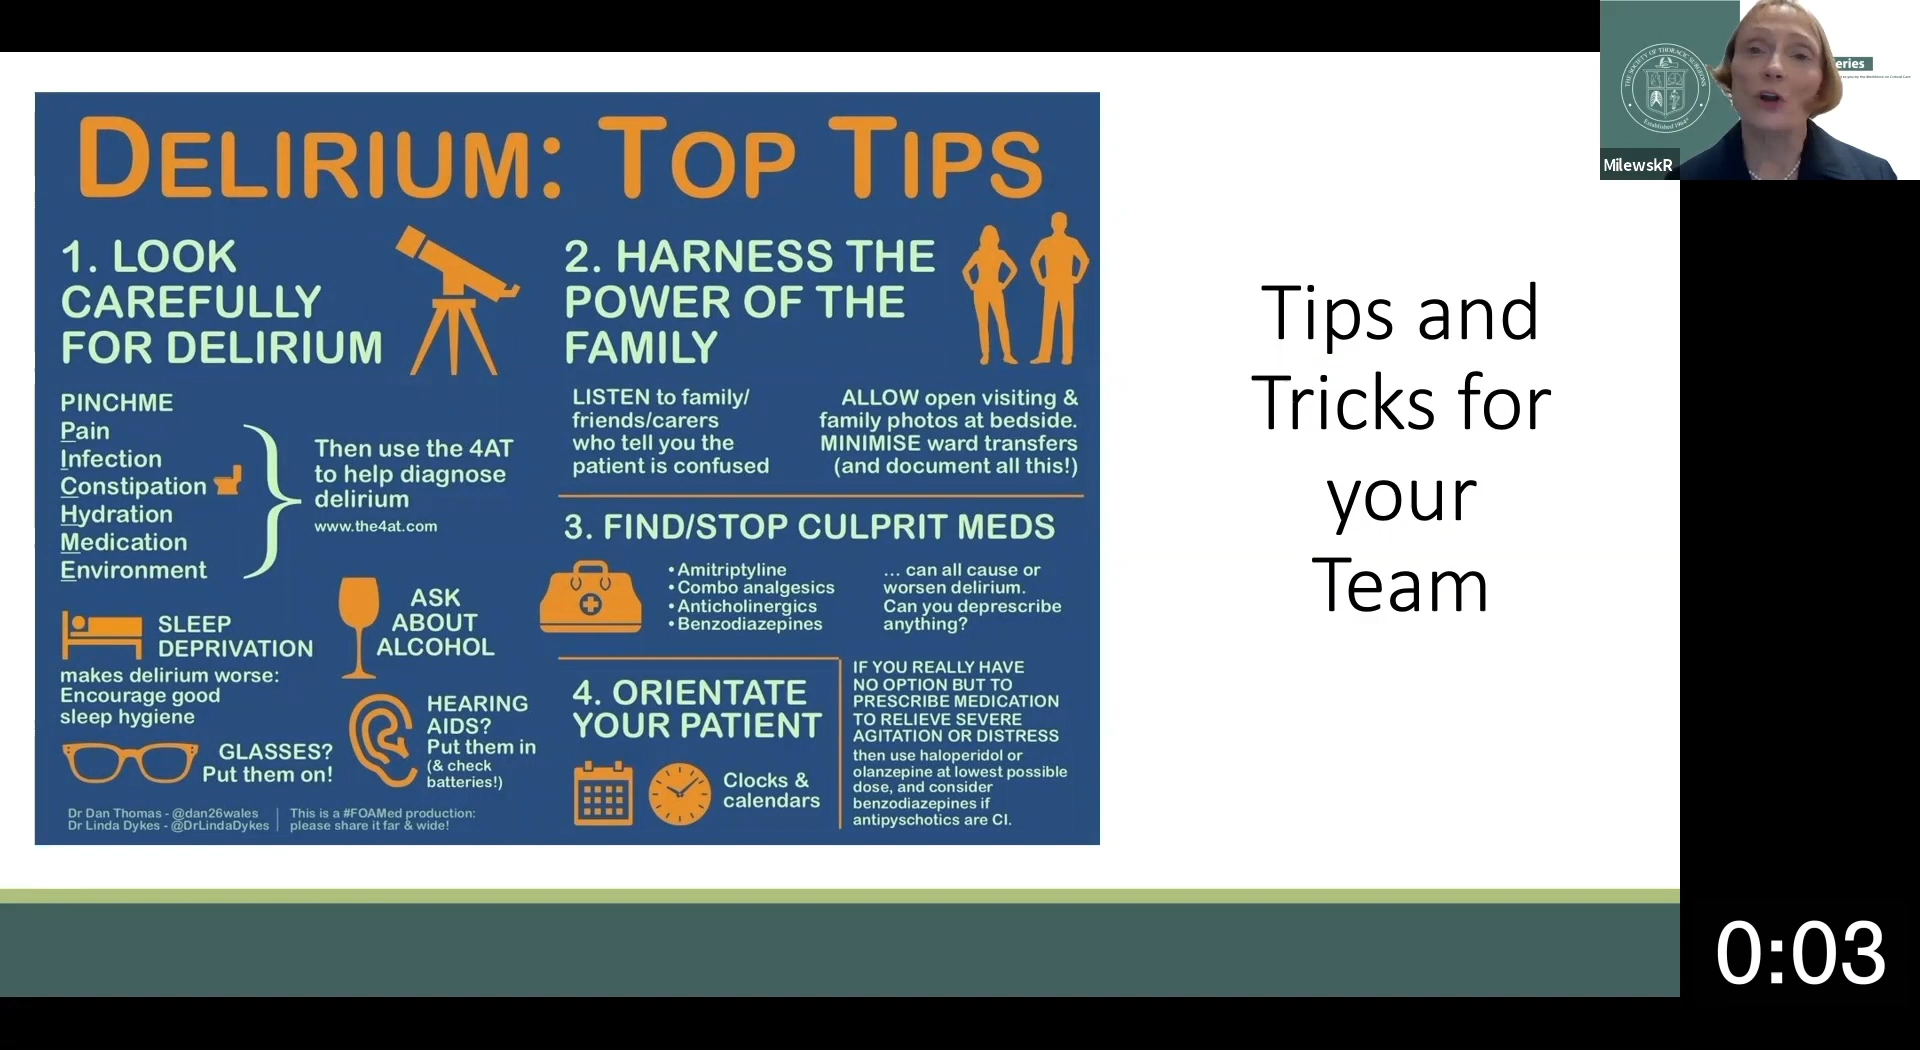 DELIRIUM: TOP TIPS
1. LOOK
CAREFULLY
FOR DELIRIUM
PINCHME
Pain
Infection
Constipation
Hydration
Medication
Environment
Then use the 4AT
to help diagnose
delirium
www.the4at.com
SLEEP
DEPRIVATION
makes delirium worse:
Encourage good
sleep hygiene
ASK
ABOUT
ALCOHOL
HEARING
AIDS?
Put them in
(& check
batteries!)
GLASSES?
Put them on!
Dr Dan Thomas - @dan26wales
Dr Linda Dykes - @DrLindaDykes
This is a #FOAMed production:
please share it far & wide!
2. HARNESS THE
POWER OF THE
FAMILY
LISTEN to family/
friends/carers
who tell you the
patient is confused
ALLOW open visiting &
family photos at bedside.
MINIMISE ward transfers
(and document all this!)
3. FIND/STOP CULPRIT MEDS
• Amitriptyline
• Combo analgesics
• Anticholinergics
• Benzodiazepines
... can all cause or
worsen delirium.
Can you deprescribe
anything?
4. ORIENTATE
YOUR PATIENT
Clocks &
calendars
IF YOU REALLY HAVE
NO OPTION BUT TO
PRESCRIBE MEDICATION
TO RELIEVE SEVERE
AGITATION OR DISTRESS
then use haloperidol or
olanzepine at lowest possible
dose, and consider
benzodiazepines if
antipyschotics are CI.
Tips and
Tricks for
your
Team
THE SOCIETY OF THORACIC SURGEONS
Established 1964
eries
MilewskR
0:03